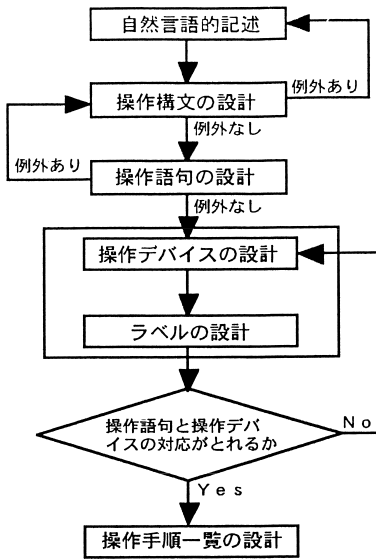 自然言語的記述
操作構文の設計
例外あり
例外なし
例外あり
操作語句の設計
例外なし
操作デバイスの設計
ラベルの設計
操作語句と操作デバ
イスの対応がとれるか
No
Yes
操作手順一覧の設計